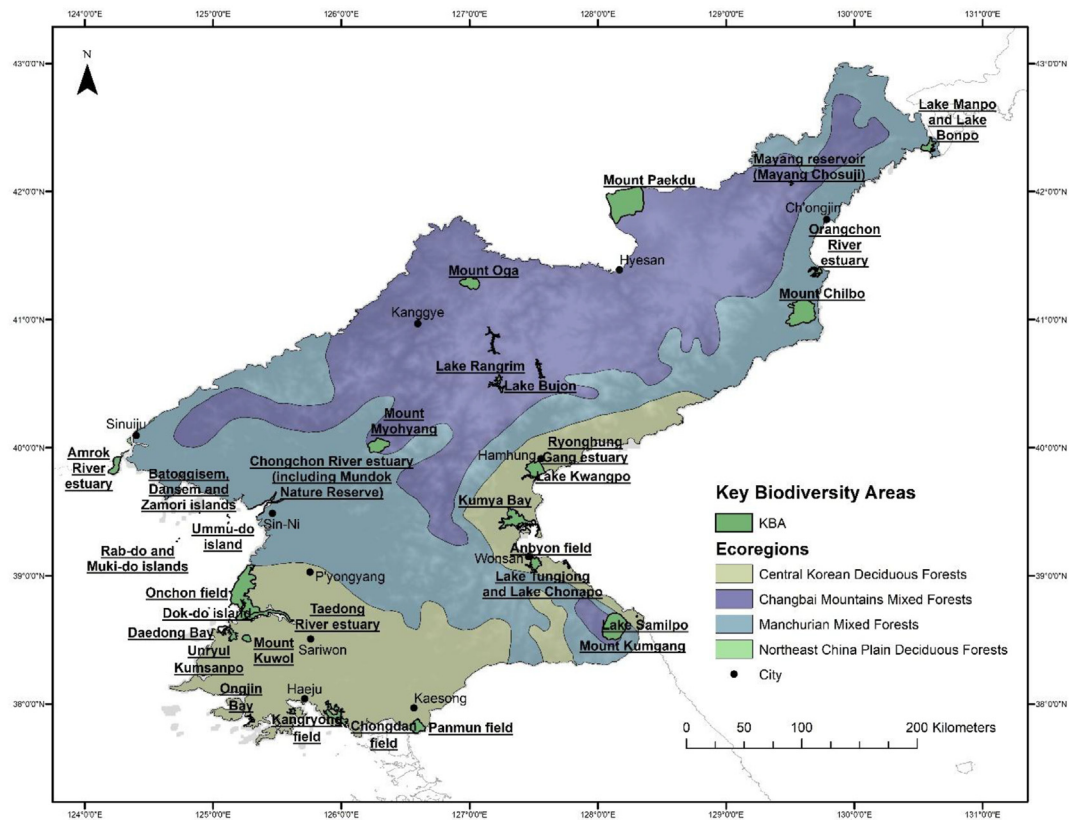 124°0'0"E 125°0'0"E 126°0'0"E 127°0'0"E 128°0'0"E 129°0'0"E 130°0'0"E 131°0'0"E
N
43°0'0"N 43°0'0"N
Lake Manpo
and Lake
Bonpo
Mayang reservoir
(Mayang Chosuji)
Mount Paekdu
42°0'0"N 42°0'0"N
Ch'ongjin
Orangchon
River
estuary
Hyesan
Mount Oga
Mount Chilbo
Kanggye
41°0'0"N 41°0'0"N
Lake Rangrim
Lake Bujon
Mount
Myohyang
Sinuiju
40°0'0"N 40°0'0"N
Amrok
River
estuary
Ryonghung
Gang estuary
Hamhung
Lake Kwangpo
Chongchon River estuary
(including Mundok
Nature Reserve)
Batoggisem,
Dansem and
Zamori islands
Kumya Bay
Ummu-do
island
Sin-Ni
Rab-do and
Muki-do islands
Anbyon field
Wonsan
Lake Tungjong
and Lake Chonapo
39°0'0"N 39°0'0"N
P'yongyang
Onchon field
Dok-do island
Taedong
River estuary
Daedong Bay
Unryul
Kumsanpo
Mount
Kuwol
Sariwon
Lake Samilpo
Mount Kumgang
Ongjin
Bay
Haeju
Kaesong
38°0'0"N 38°0'0"N
Kangryong
field
Chongdan
field
Panmun field
Key Biodiversity Areas
KBA
Ecoregions
Central Korean Deciduous Forests
Changbai Mountains Mixed Forests
Manchurian Mixed Forests
Northeast China Plain Deciduous Forests
City
0 50 100 200 Kilometers
124°0'0"E 125°0'0"E 126°0'0"E 127°0'0"E 128°0'0"E 129°0'0"E 130°0'0"E 131°0'0"E